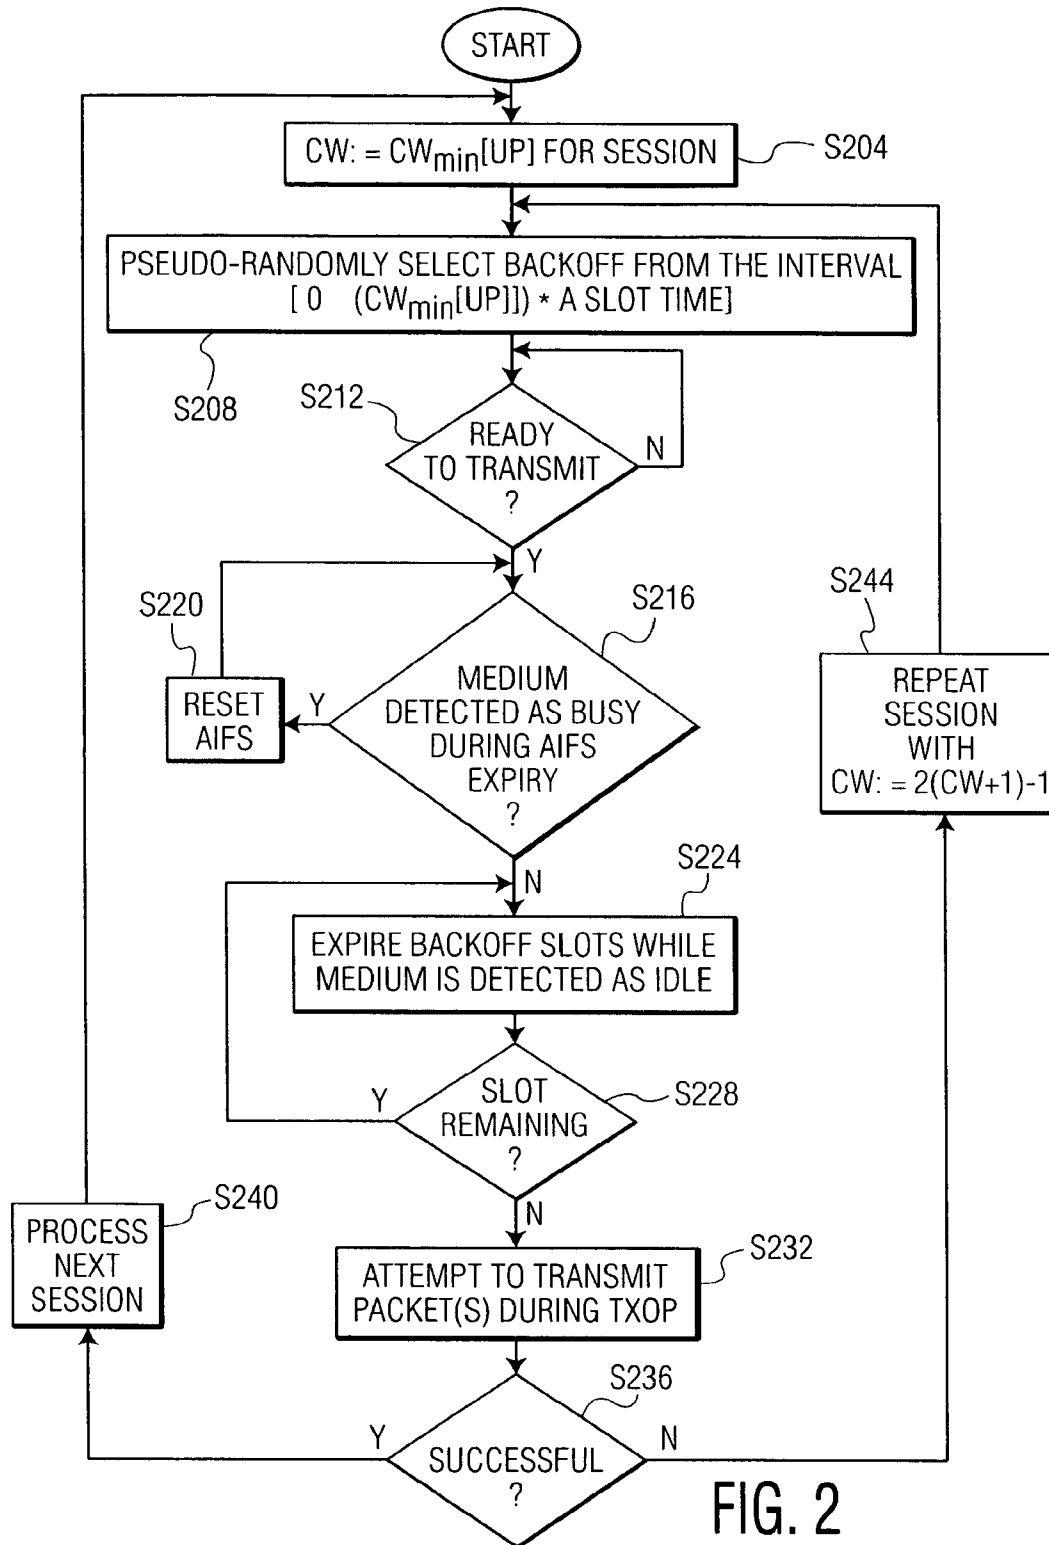 START
CW: = CWmin[UP] FOR SESSION
S204
PSEUDO-RANDOMLY SELECT BACKOFF FROM THE INTERVAL
[ 0 (CWmin[UP]]) * A SLOT TIME]
S208
S212
READY
TO TRANSMIT
?
N
Y
S220
RESET
AIFS
Y
S216
MEDIUM
DETECTED AS BUSY
DURING AIFS
EXPIRY
?
N
S244
REPEAT
SESSION
WITH
CW: = 2(CW+1)-1
S224
EXPIRE BACKOFF SLOTS WHILE
MEDIUM IS DETECTED AS IDLE
S228
SLOT
REMAINING
?
Y
N
S240
PROCESS
NEXT
SESSION
S232
ATTEMPT TO TRANSMIT
PACKET(S) DURING TXOP
S236
SUCCESSFUL
?
Y
N
FIG. 2